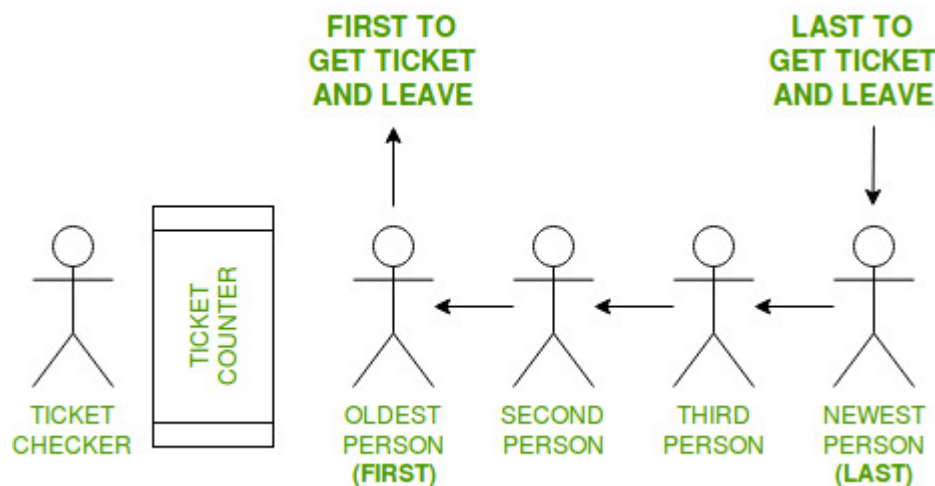 FIRST TO
GET TICKET
AND LEAVE
LAST TO
GET TICKET
AND LEAVE
TICKET
COUNTER
TICKET
CHECKER
OLDEST
PERSON
(FIRST)
SECOND
PERSON
THIRD
PERSON
NEWEST
PERSON
(LAST)